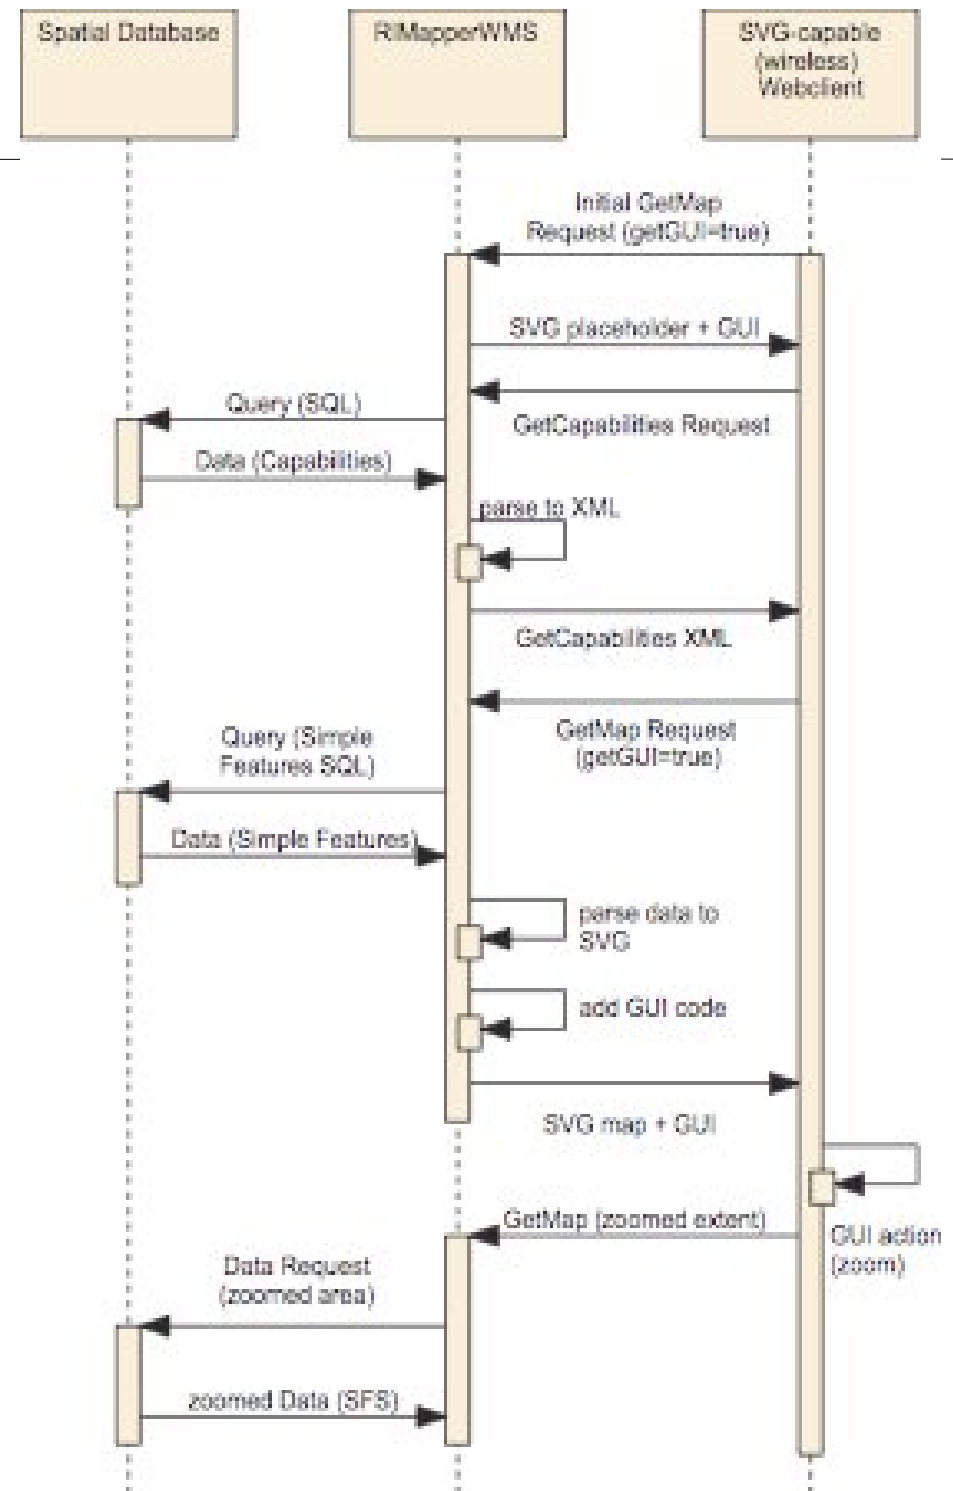 Spatial Database
RIMapperWMS
SVG-capable
(wireless)
Webclient
Initial GetMap
Request (getGUI=true)
SVG placeholder + GUI
GetCapabilities Request
Query (SQL)
Data (Capabilities)
parse to XML
GetCapabilities XML
GetMap Request
(getGUI=true)
Query (Simple
Features SQL)
Data (Simple Features)
parse data to
SVG
add GUI code
SVG map + GUI
GUI action
(zoom)
GetMap (zoomed extent)
Data Request
(zoomed area)
zoomed Data (SFS)